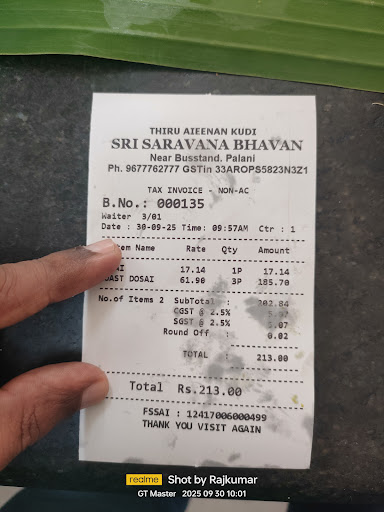 THIRU AIEENAN KUDI
SRI SARAVANA BHAVAN
Near Busstand, Palani
Ph. 9677762777 GSTin 33AROPS5823N3Z1
TAX INVOICE - NON-AC
B.No.: 000135
Waiter 3/01
Date : 30-09-25 Time: 09:57AM Ctr : 1
Name Rate Qty Amount
17.14 1P 17.14
DOSAI 61.90 3P 185.70
No.of Items 2 SubTotal : 202.84
CGST @ 2.5%
SGST @ 2.5% 5.07
Round Off : 0.02
TOTAL : 213.00
Total Rs.213.00
FSSAI : 12417006000499
THANK YOU VISIT AGAIN
realme Shot by Rajkumar
GT Master 2025 09 30 10:01